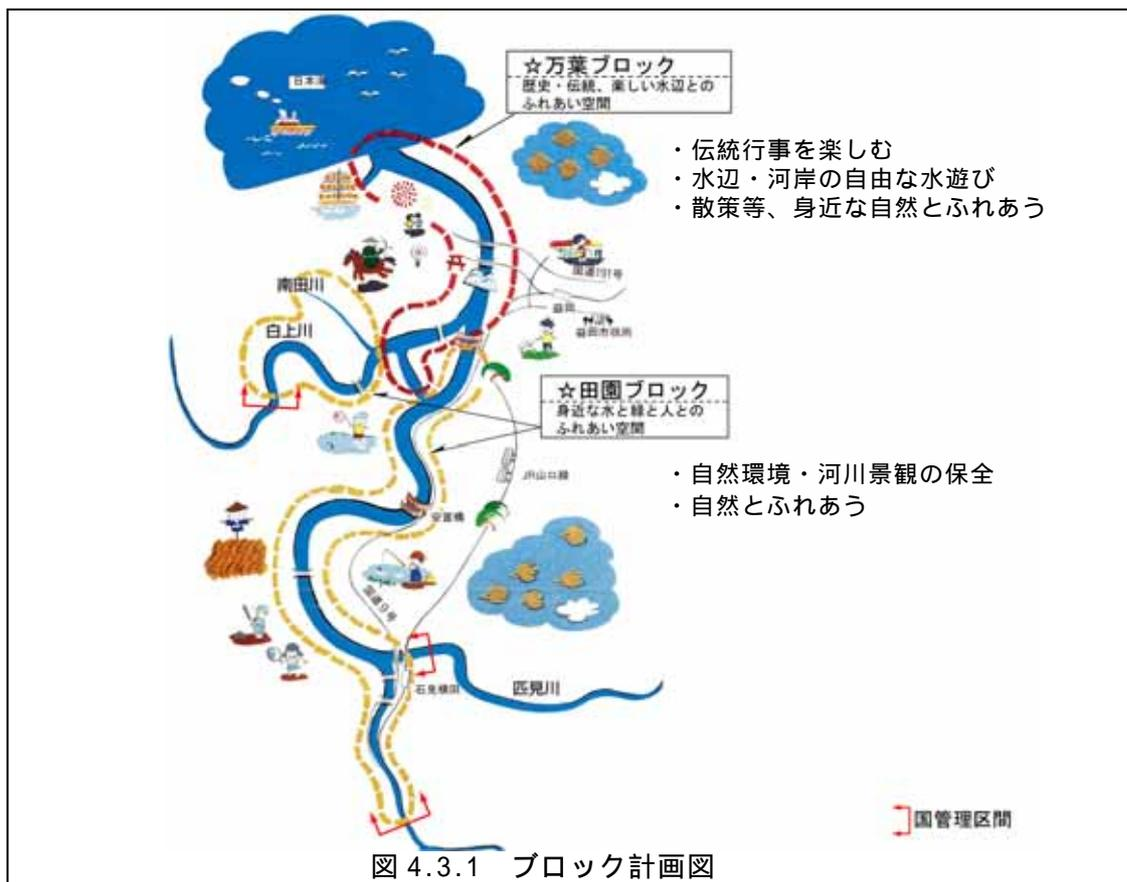 ☆万葉ブロック
歴史・伝統、楽しい水辺との
ふれあい空間
日本海
・伝統行事を楽しむ
・水辺・河岸の自由な水遊び
・散策等、身近な自然とふれあう
国道191号
南田川
益田
益田市役所
白上川
☆田園ブロック
身近な水と緑と人との
ふれあい空間
JR山口線
・自然環境・河川景観の保全
・自然とふれあう
安富橋
国道9号
石見横田
匹見川
国管理区間
図 4.3.1 ブロック計画図